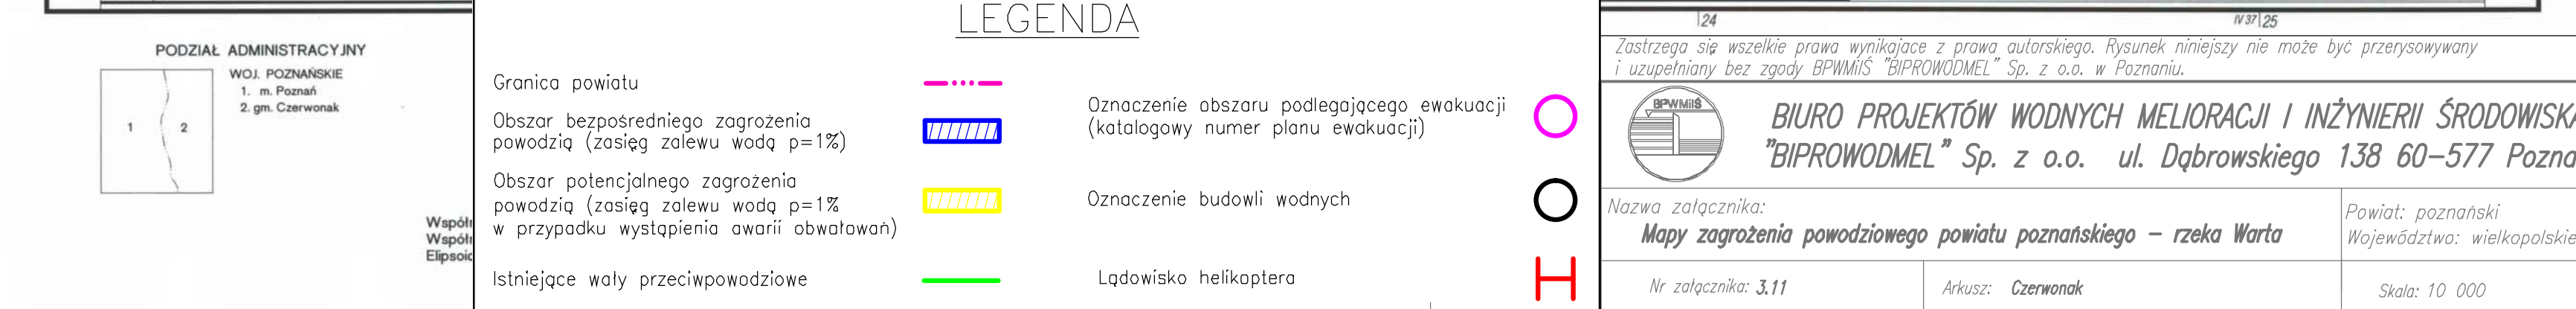 PODZIAŁ ADMINISTRACYJNY
WOJ. POZNAŃSKIE
1. m. Poznań
2. gm. Czerwonak
1
2
Elipsoid
LEGENDA
Granica powiatu
Obszar bezpośredniego zagrożenia
powodzią (zasięg zalewu wodą p=1%)
Obszar potencjalnego zagrożenia
powodzią (zasięg zalewu wodą p=1%
w przypadku wystąpienia awarii obwałowań)
Istniejące wały przeciwpowodziowe
Oznaczenie obszaru podlegającego ewakuacji
(katalogowy numer planu ewakuacji)
Oznaczenie budowli wodnych
Lądowisko helikoptera
H
24
IV 37 25
Zastrzega się wszelkie prawa wynikajace z prawa autorskiego. Rysunek niniejszy nie może być przerysowywany
i uzupełniany bez zgody BPWMiIŚ "BIPROWODMEL" Sp. z o.o. w Poznaniu.
BPWMiIŚ
BIURO PROJEKTÓW WODNYCH MELIORACJI I INŻYNIERII ŚRODOWISKA
"BIPROWODMEL" Sp. z o.o. ul. Dąbrowskiego 138 60-577 Pozna
Nazwa załącznika:
Mapy zagrożenia powodziowego powiatu poznańskiego - rzeka Warta
Powiat: poznański
Województwo: wielkopolskie
Nr załącznika: 3.11
Arkusz: Czerwonak
Skala: 10 000